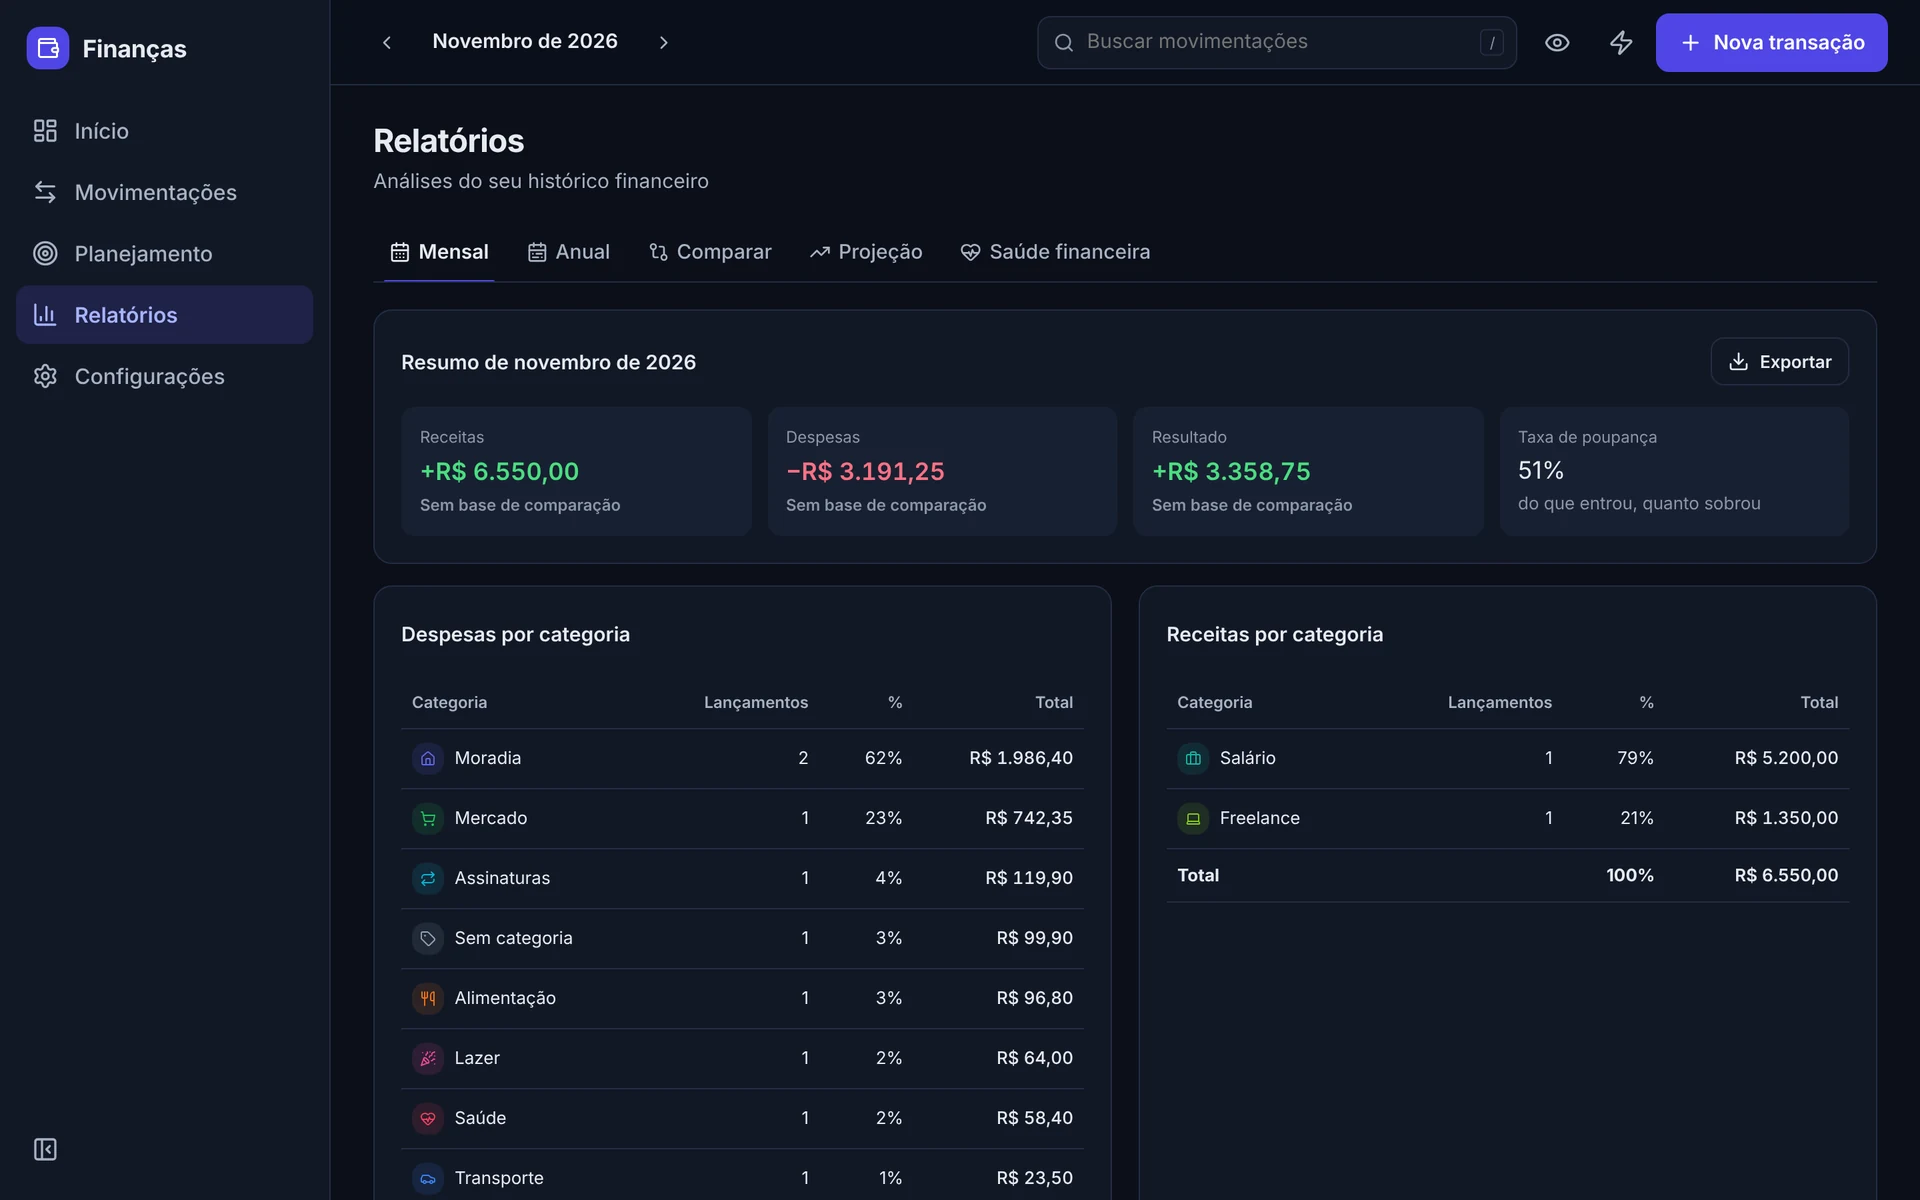 Finanças
Início
Movimentações
Planejamento
Relatórios
Configurações
Novembro de 2026
Buscar movimentações /
Nova transação
Relatórios
Análises do seu histórico financeiro
Mensal Anual Comparar Projeção Saúde financeira
Resumo de novembro de 2026
Exportar
Receitas
+R$ 6.550,00
Sem base de comparação
Despesas
−R$ 3.191,25
Sem base de comparação
Resultado
+R$ 3.358,75
Sem base de comparação
Taxa de poupança
51%
do que entrou, quanto sobrou
Despesas por categoria
Categoria Lançamentos % Total
Moradia 2 62% R$ 1.986,40
Mercado 1 23% R$ 742,35
Assinaturas 1 4% R$ 119,90
Sem categoria 1 3% R$ 99,90
Alimentação 1 3% R$ 96,80
Lazer 1 2% R$ 64,00
Saúde 1 2% R$ 58,40
Transporte 1 1% R$ 23,50
Receitas por categoria
Categoria Lançamentos % Total
Salário 1 79% R$ 5.200,00
Freelance 1 21% R$ 1.350,00
Total 100% R$ 6.550,00